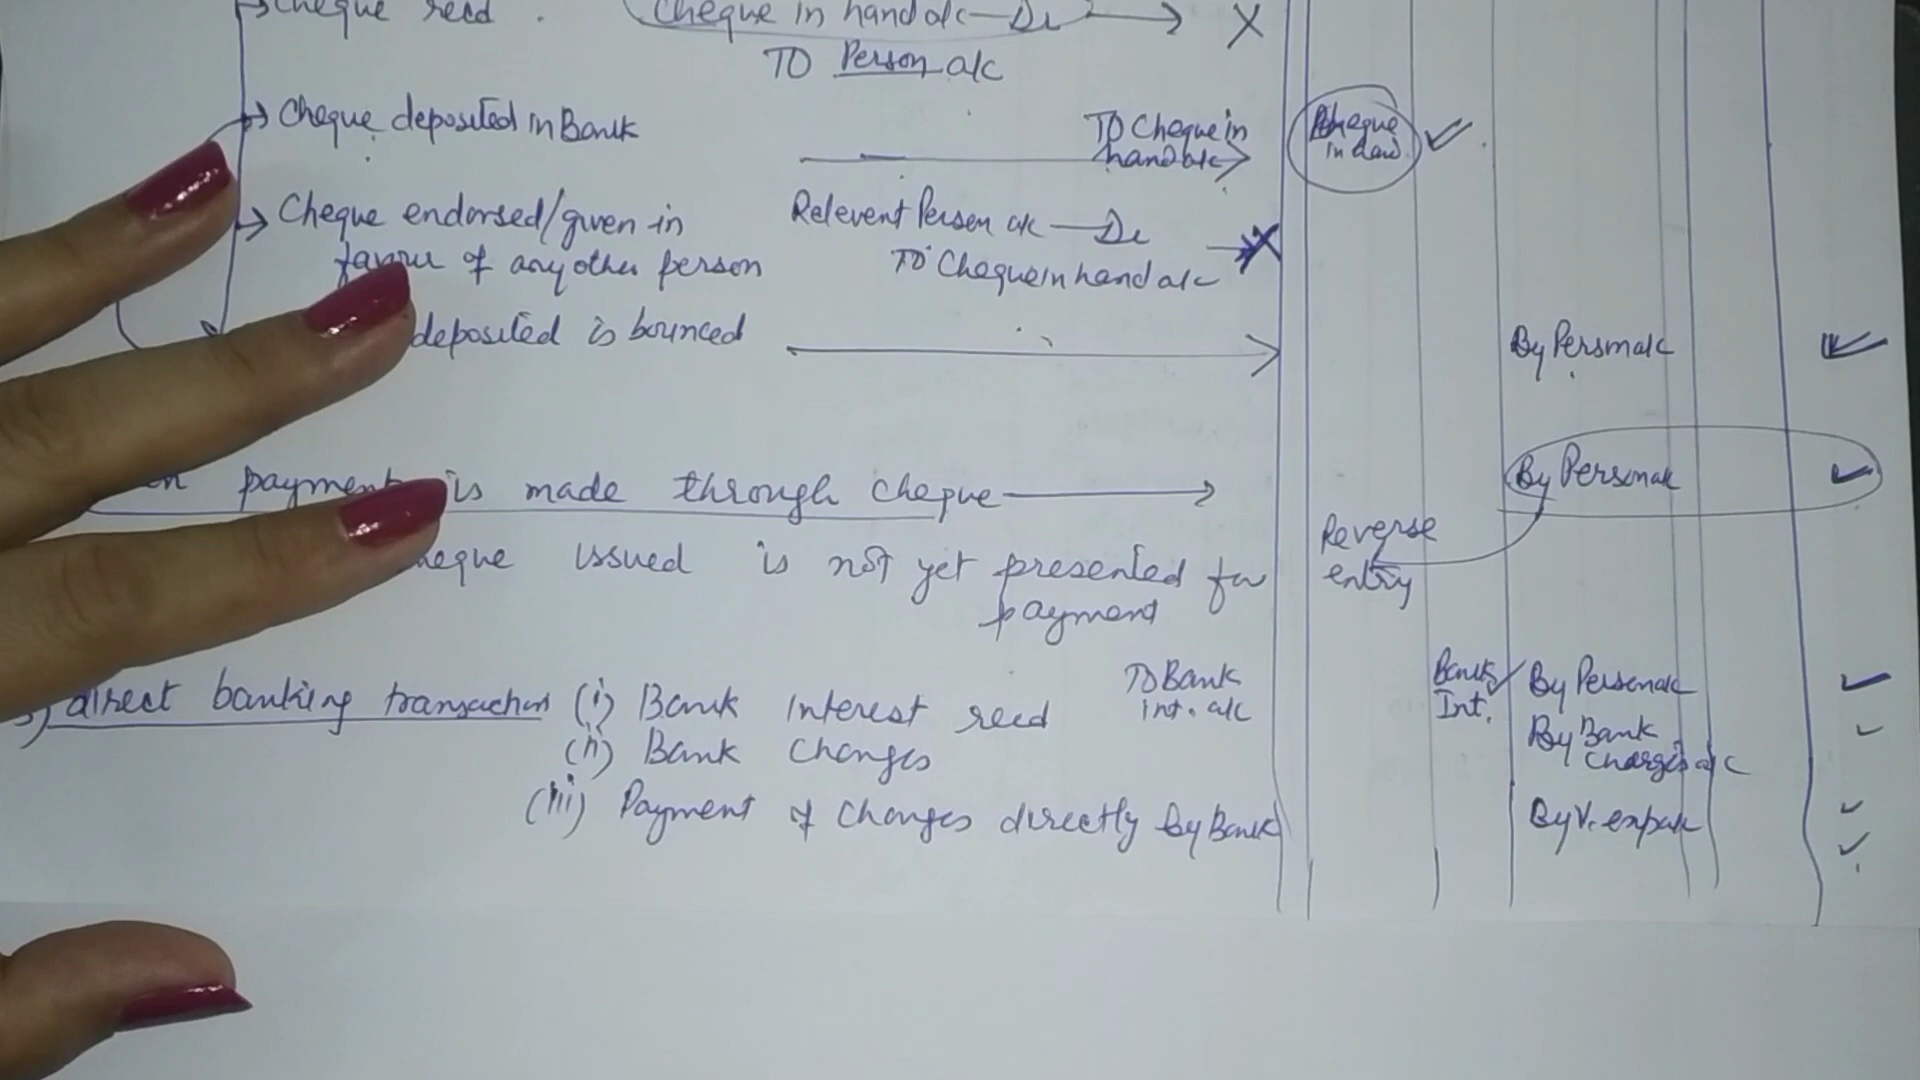 cheque recd. Cheque in hand a/c — Dr X
TO Person a/c
Cheque deposited in Bank TO Cheque in
hand a/c Cheque
in hand
Cheque endorsed/given in Relevent Person a/c — Dr X
favour of any other person TO Cheque in hand a/c
deposited is bounced By Person a/c
payment is made through cheque By Person a/c
Reverse
entry
heque issued is not yet presented for
payment
3) direct banking transaction (i) Bank Interest recd TO Bank
int. a/c Bank
Int. By Person a/c
(ii) Bank Charges By Bank
Charges a/c
(iii) Payment of Charges directly by Bank By V. exp a/c